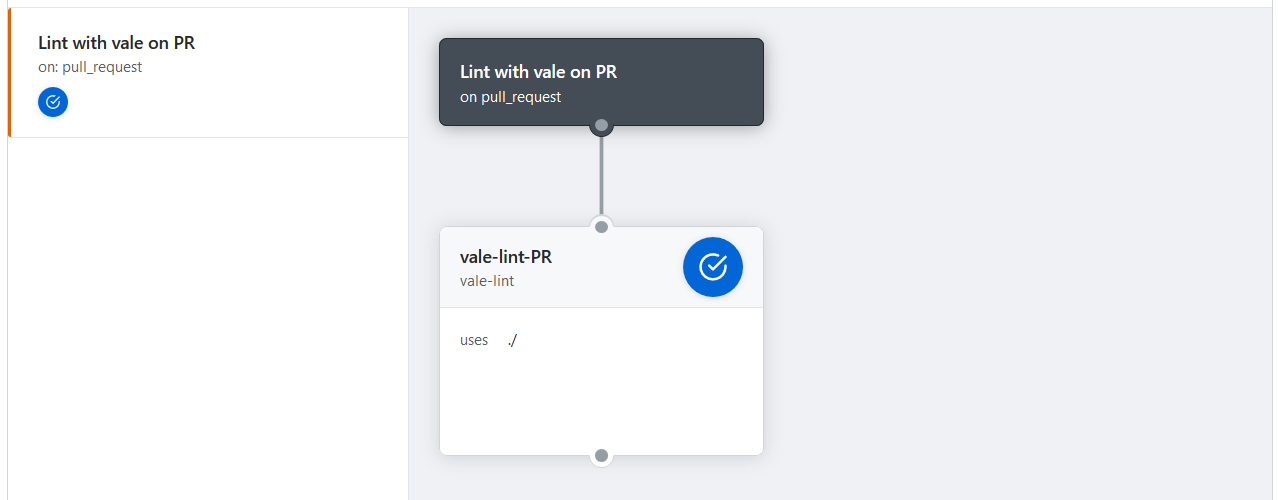 Lint with vale on PR
on: pull_request
Lint with vale on PR
on pull_request
vale-lint-PR
vale-lint
uses ./